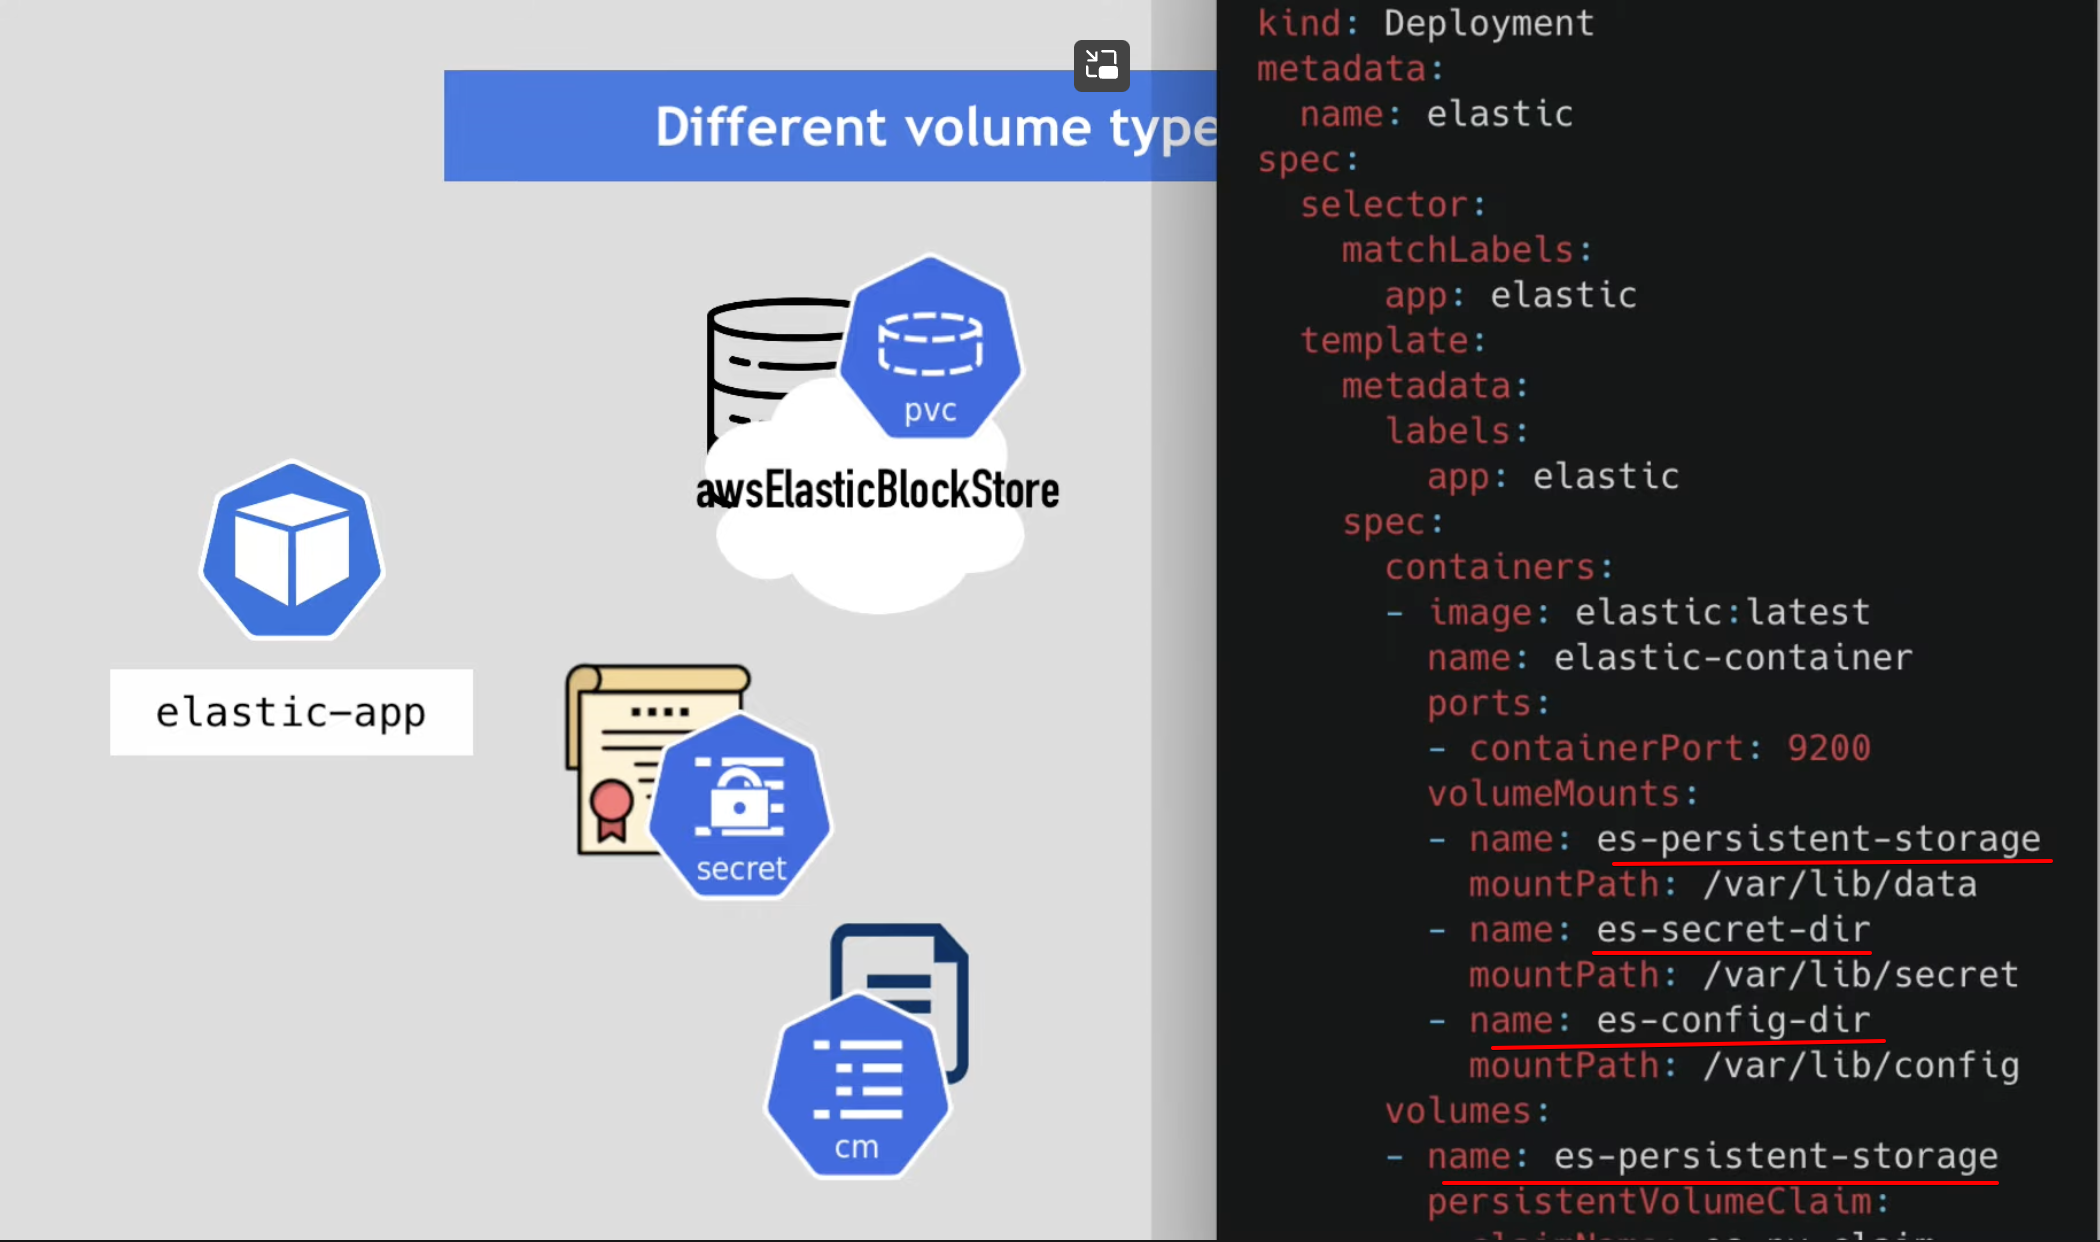 Different volume type
pvc
awsElasticBlockStore
elastic-app
secret
cm
kind: Deployment
metadata:
name: elastic
spec:
selector:
matchLabels:
app: elastic
template:
metadata:
labels:
app: elastic
spec:
containers:
- image: elastic:latest
name: elastic-container
ports:
- containerPort: 9200
volumeMounts:
- name: es-persistent-storage
mountPath: /var/lib/data
- name: es-secret-dir
mountPath: /var/lib/secret
- name: es-config-dir
mountPath: /var/lib/config
volumes:
- name: es-persistent-storage
persistentVolumeClaim: